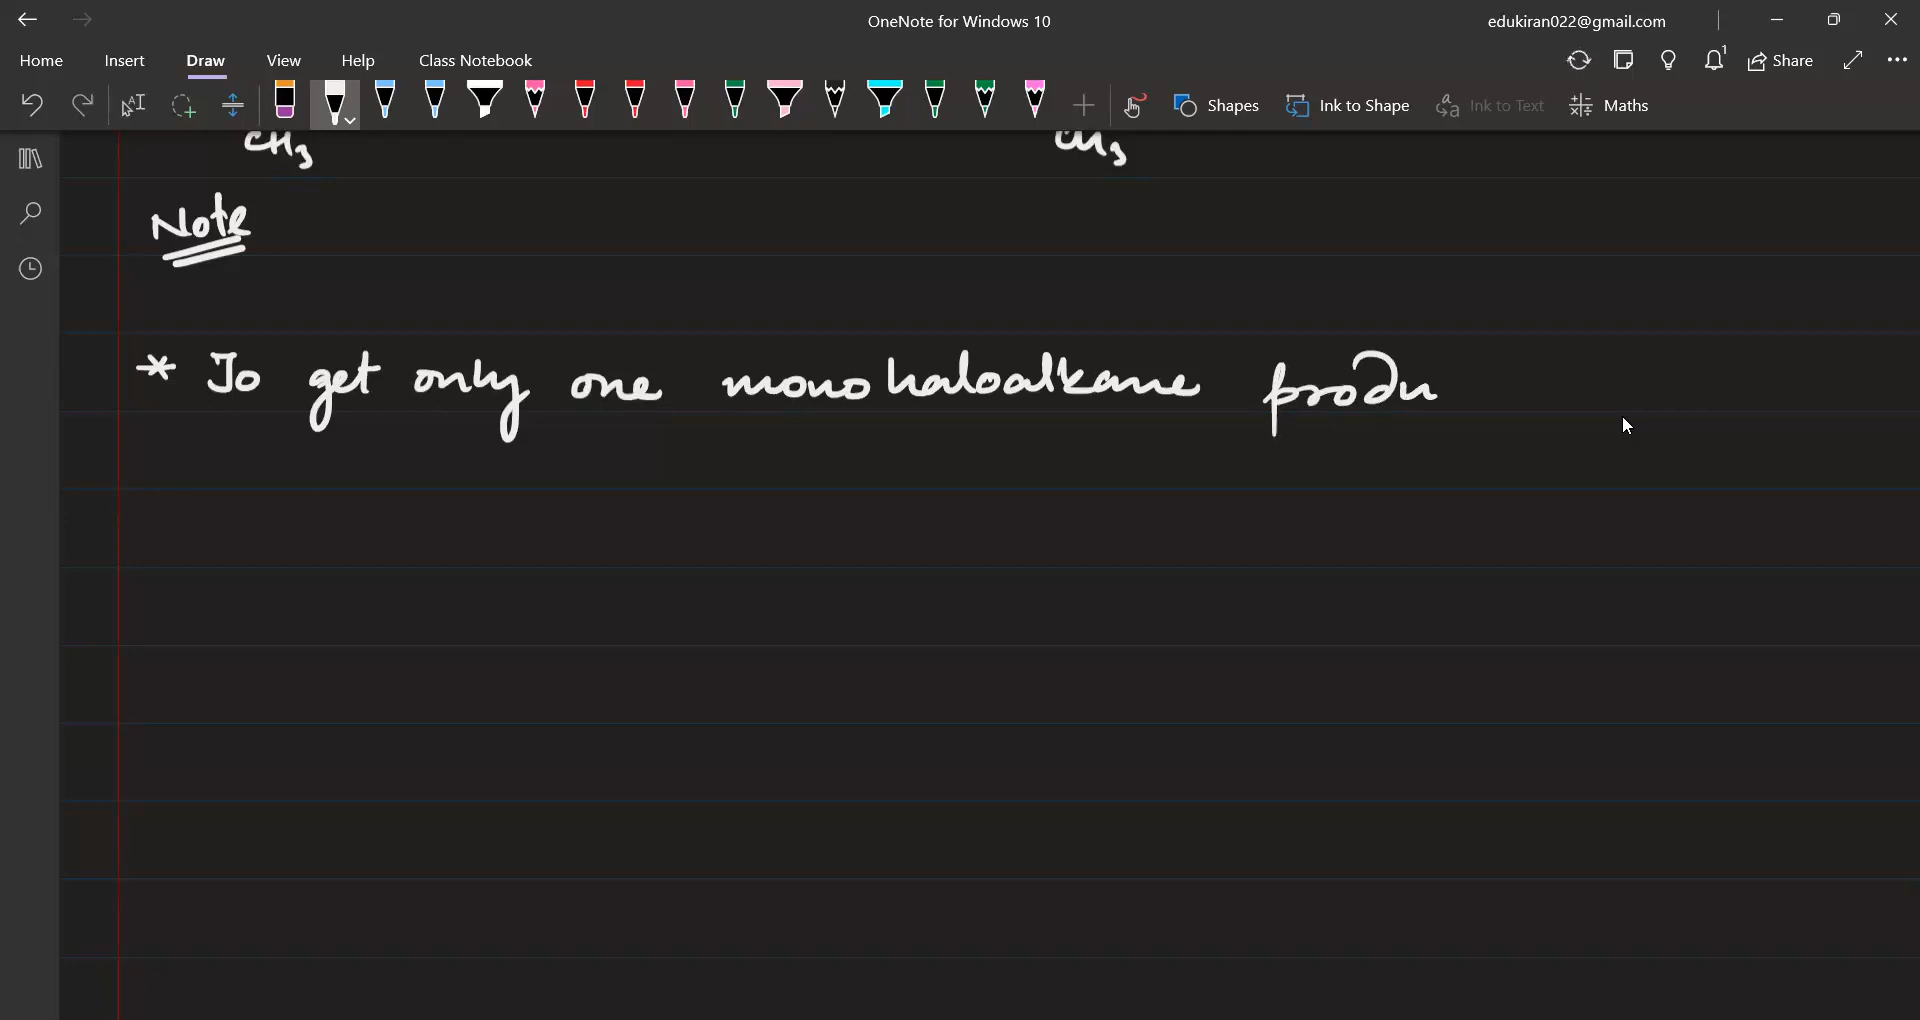 OneNote for Windows 10
edukiran022@gmail.com
Home Insert Draw View Help Class Notebook
1
Share
Shapes Ink to Shape Ink to Text Maths
CH3 CH3
Note
* To get only one monohaloalkane produ